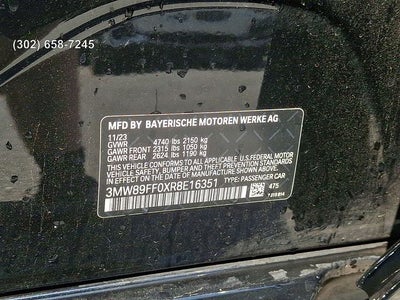 (302) 658-7245
MFD BY BAYERISCHE MOTOREN WERKE AG
11/23
GVWR 4740 lbs 2150 kg
GAWR FRONT 2315 lbs 1050 kg
GAWR REAR 2624 lbs 1190 kg
THIS VEHICLE CONFORMS TO ALL APPLICABLE U.S. FEDERAL MOTOR
VEHICLE SAFETY, BUMPER, AND THEFT PREVENTION STANDARDS
IN EFFECT ON THE DATE OF MANUFACTURE SHOWN ABOVE.
3MW89FF0XR8E16351 TYPE: PASSENGER CAR
475